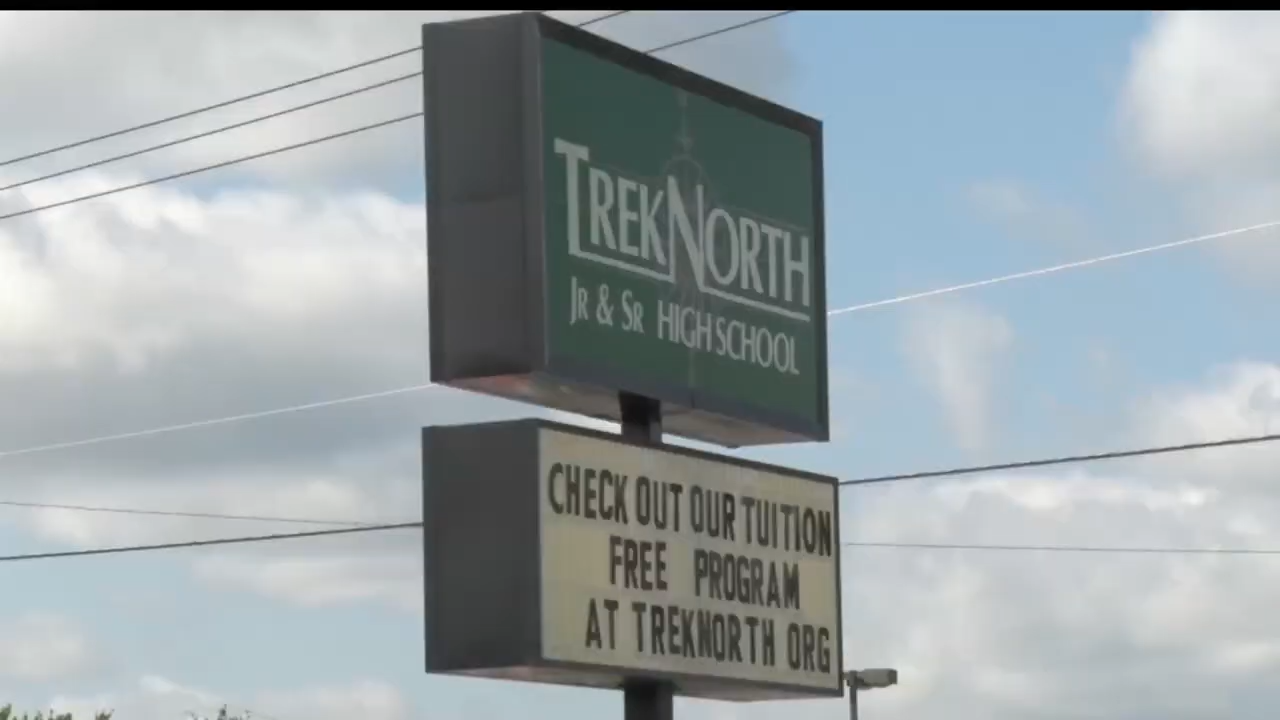 TREKNORTH
JR & SR HIGH SCHOOL
CHECK OUT OUR TUITION
FREE PROGRAM
AT TREKNORTH ORG